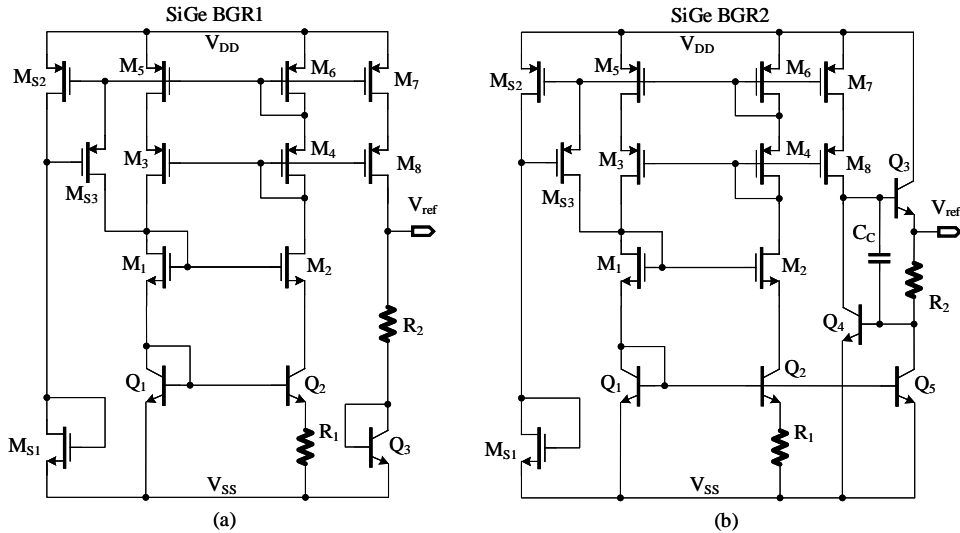 SiGe BGR1
V_DD
M_S2
M_5
M_6
M_7
M_S3
M_3
M_4
M_8
V_ref
M_1
M_2
R_2
Q_1
Q_2
M_S1
R_1
Q_3
V_SS
(a)
SiGe BGR2
V_DD
M_S2
M_5
M_6
M_7
M_S3
M_3
M_4
M_8
Q_3
V_ref
C_C
M_1
M_2
R_2
Q_4
Q_1
Q_2
Q_5
M_S1
R_1
V_SS
(b)